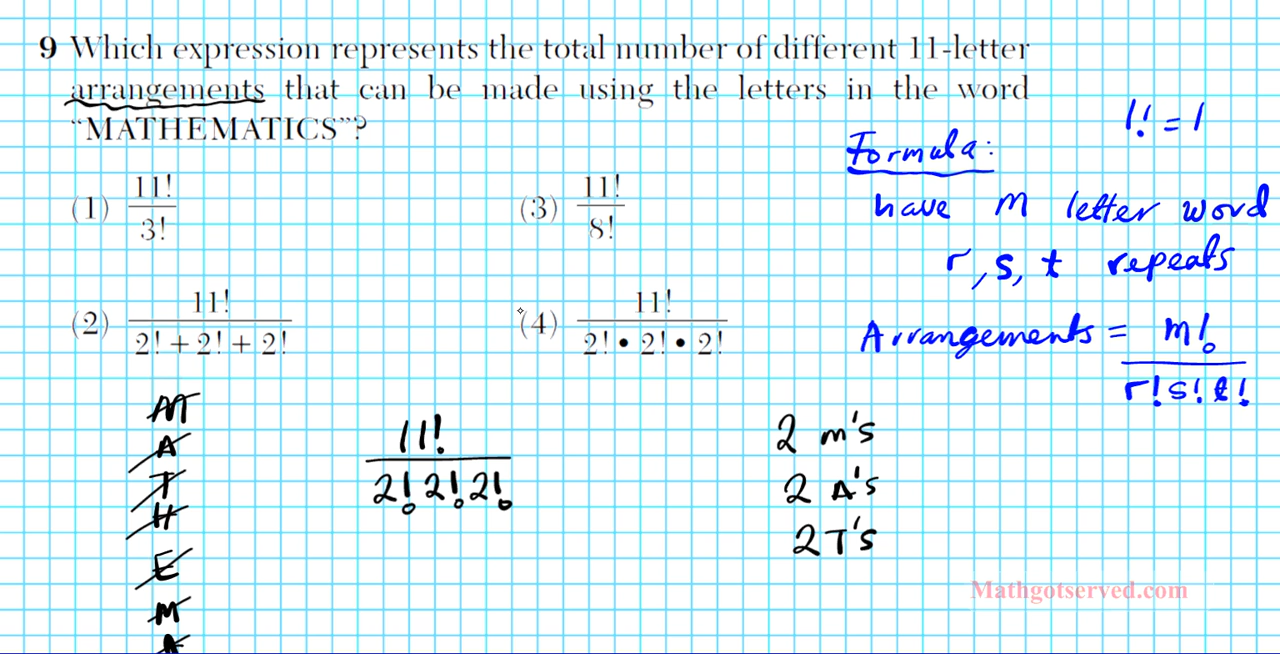 9 Which expression represents the total number of different 11-letter
arrangements that can be made using the letters in the word
“MATHEMATICS”?
(1) 11!/3!
(3) 11!/8!
(2) 11!/(2! + 2! + 2!)
(4) 11!/(2! • 2! • 2!)
1! = 1
Formula:
have m letter word
r, s, t repeats
Arrangements = m!/(r! s! t!)
M
A
T
H
E
M
A
11!/(2! 2! 2!)
2 m's
2 A's
2 T's
Mathgotserved.com